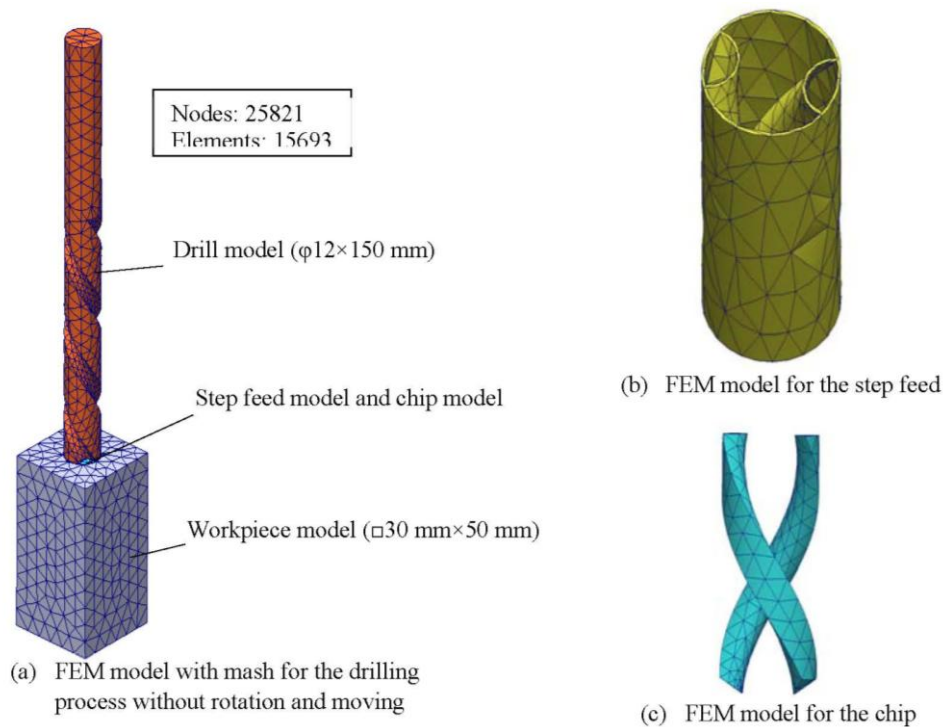 Nodes: 25821
Elements: 15693
Drill model (φ12×150 mm)
Step feed model and chip model
Workpiece model (□30 mm×50 mm)
(a) FEM model with mash for the drilling
process without rotation and moving
(b) FEM model for the step feed
(c) FEM model for the chip